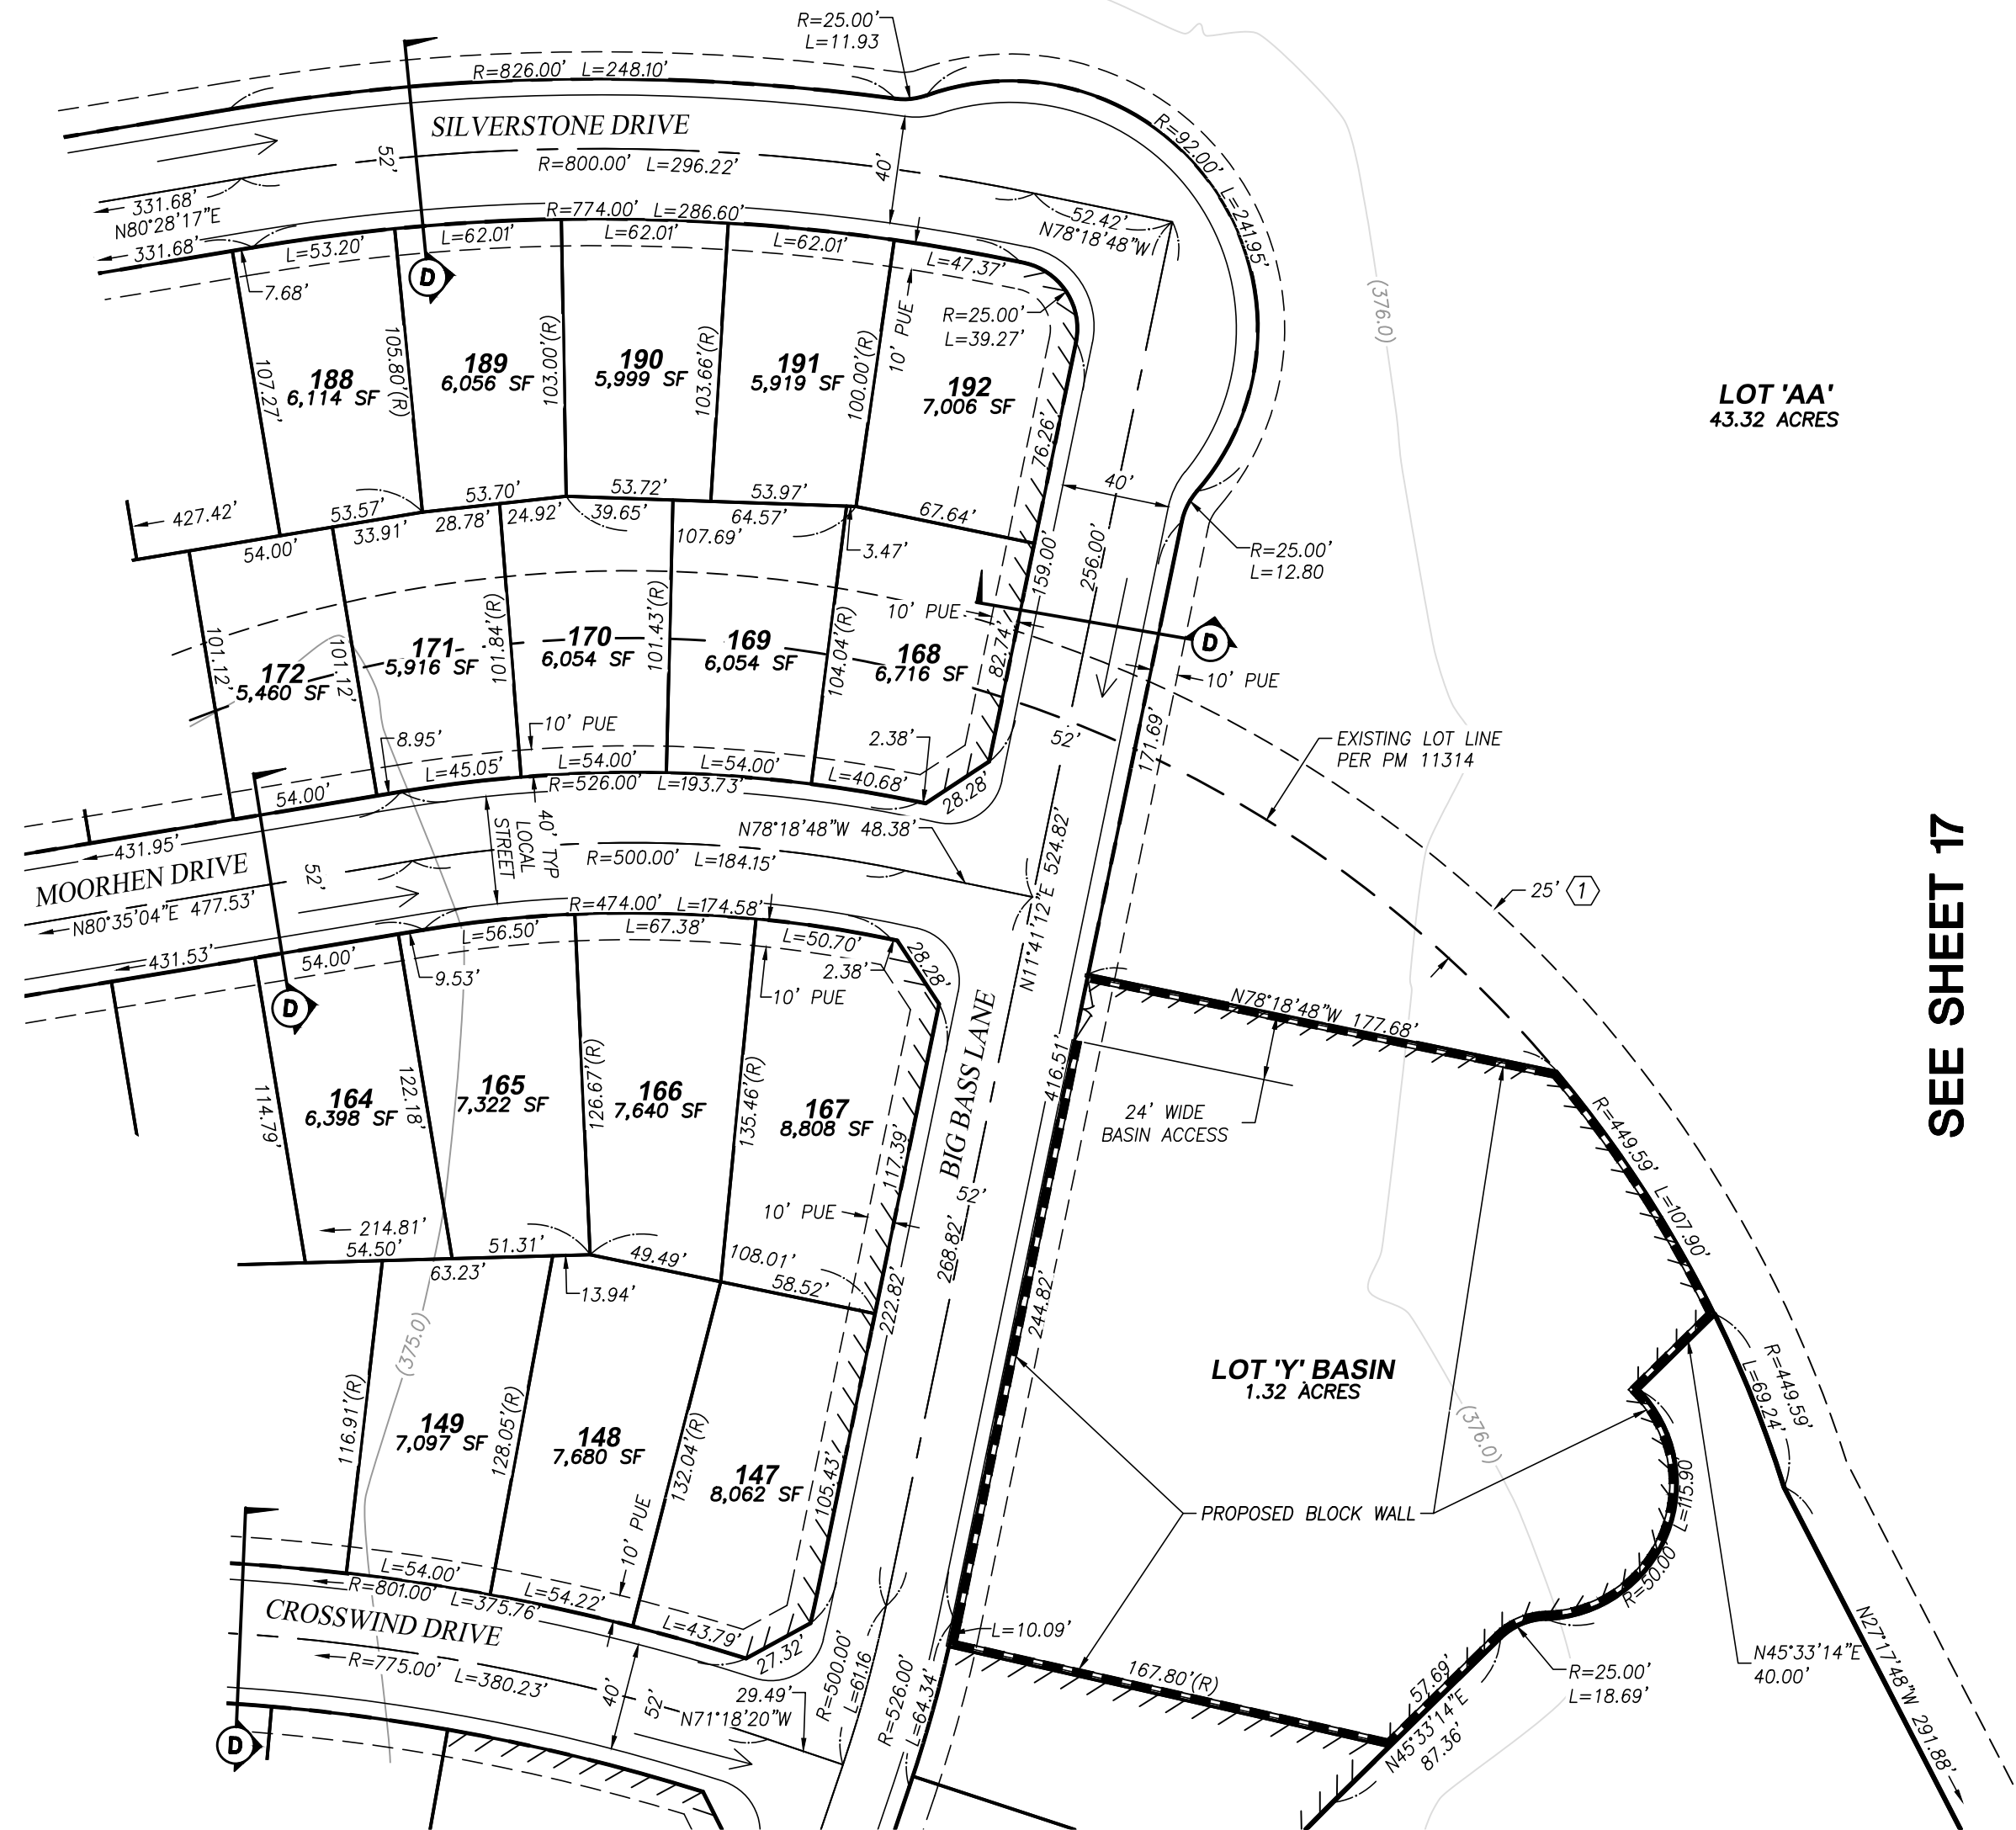 R=25.00'
L=11.93
R=826.00' L=248.10'
SILVERSTONE DRIVE
52'
R=800.00' L=296.22'
40'
R=92.00' L=241.95'
331.68'
N80°28'17"E
331.68'
R=774.00' L=286.60'
52.42'
N78°18'48"W
L=53.20'
L=62.01'
L=62.01'
L=62.01'
L=47.37'
7.68'
D
10' PUE
R=25.00'
L=39.27'
(376.0)
107.27'
188
6,114 SF
105.80'(R)
189
6,056 SF
103.00'(R)
190
5,999 SF
103.66'(R)
191
5,919 SF
100.00'(R)
192
7,006 SF
76.26'
LOT 'AA'
43.32 ACRES
427.42'
54.00'
53.57'
33.91'
53.70'
28.78'
24.92'
53.72'
39.65'
53.97'
64.57'
107.69'
3.47'
67.64'
40'
159.00'
256.00'
R=25.00'
L=12.80
101.12'
172
5,460 SF
101.12'
171
5,916 SF
101.84'(R)
170
6,054 SF
101.43'(R)
169
6,054 SF
104.04'(R)
168
6,716 SF
10' PUE
82.74'
D
10' PUE
171.69'
52'
EXISTING LOT LINE
PER PM 11314
8.95'
10' PUE
2.38'
54.00'
L=45.05'
L=54.00'
L=54.00'
L=40.68'
28.28'
R=526.00' L=193.73'
431.95'
MOORHEN DRIVE
52'
40' TYP
LOCAL
STREET
N78°18'48"W 48.38'
R=500.00' L=184.15'
N80°35'04"E 477.53'
N11°41'12"E 524.82'
25' 1
SEE SHEET 17
431.53'
R=474.00' L=174.58'
54.00'
L=56.50'
L=67.38'
L=50.70'
28.28'
9.53'
2.38'
10' PUE
D
N78°18'48"W 177.68'
BIG BASS LANE
416.51'
24' WIDE
BASIN ACCESS
114.79'
164
6,398 SF
122.18'
165
7,322 SF
126.67'(R)
166
7,640 SF
135.46'(R)
167
8,808 SF
117.39'
52'
R=449.59' L=107.90'
10' PUE
214.81'
54.50'
63.23'
51.31'
13.94'
49.49'
108.01'
58.52'
222.82'
268.82'
244.82'
(375.0)
LOT 'Y' BASIN
1.32 ACRES
(376.0)
R=449.59'
L=69.24'
116.91'(R)
149
7,097 SF
128.05'(R)
148
7,680 SF
132.04'(R)
147
8,062 SF
105.43'
PROPOSED BLOCK WALL
L=115.90
R=50.00'
10' PUE
L=54.00'
R=801.00' L=375.76'
L=54.22'
L=43.79'
27.32'
CROSSWIND DRIVE
R=775.00' L=380.23'
40'
52'
29.49'
N71°18'20"W
R=500.00'
L=61.16
R=526.00'
L=64.34'
L=10.09'
167.80'(R)
57.69'
N45°33'14"E
87.36'
R=25.00'
L=18.69'
N45°33'14"E
40.00'
N27°17'48"W 291.88'
D